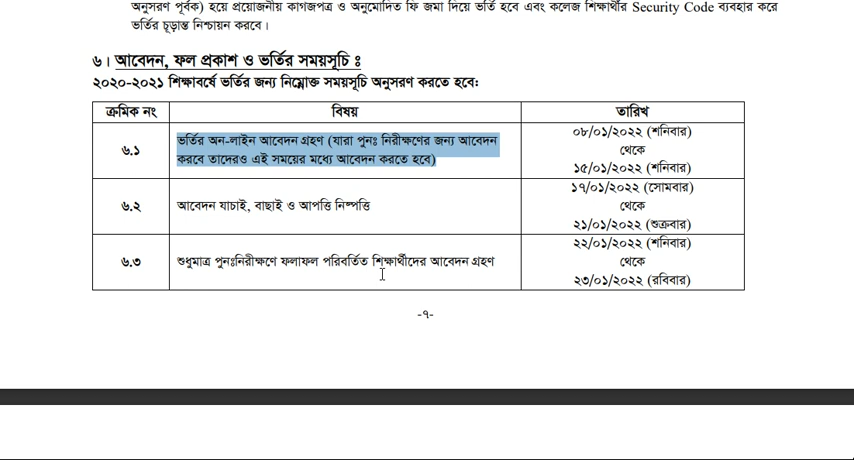 অনুসরণ পূর্বক) হয়ে প্রয়োজনীয় কাগজপত্র ও অনুমোদিত ফি জমা দিয়ে ভর্তি হবে এবং কলেজ শিক্ষার্থীর Security Code ব্যবহার করে
ভর্তির চূড়ান্ত নিশ্চায়ন করবে।
৬। আবেদন, ফল প্রকাশ ও ভর্তির সময়সূচি ঃ
২০২০-২০২১ শিক্ষাবর্ষে ভর্তির জন্য নিম্নোক্ত সময়সূচি অনুসরণ করতে হবে:
ক্রমিক নং বিষয় তারিখ
৬.১
ভর্তির অন-লাইন আবেদন গ্রহণ (যারা পুনঃ নিরীক্ষণের জন্য আবেদন
করবে তাদেরও এই সময়ের মধ্যে আবেদন করতে হবে)
০৮/০১/২০২২ (শনিবার)
থেকে
১৫/০১/২০২২ (শনিবার)
৬.২
আবেদন যাচাই, বাছাই ও আপত্তি নিষ্পত্তি
১৭/০১/২০২২ (সোমবার)
থেকে
২১/০১/২০২২ (শুক্রবার)
৬.৩
শুধুমাত্র পুনঃনিরীক্ষণে ফলাফল পরিবর্তিত শিক্ষার্থীদের আবেদন গ্রহণ
২২/০১/২০২২ (শনিবার)
থেকে
২৩/০১/২০২২ (রবিবার)
-৭-